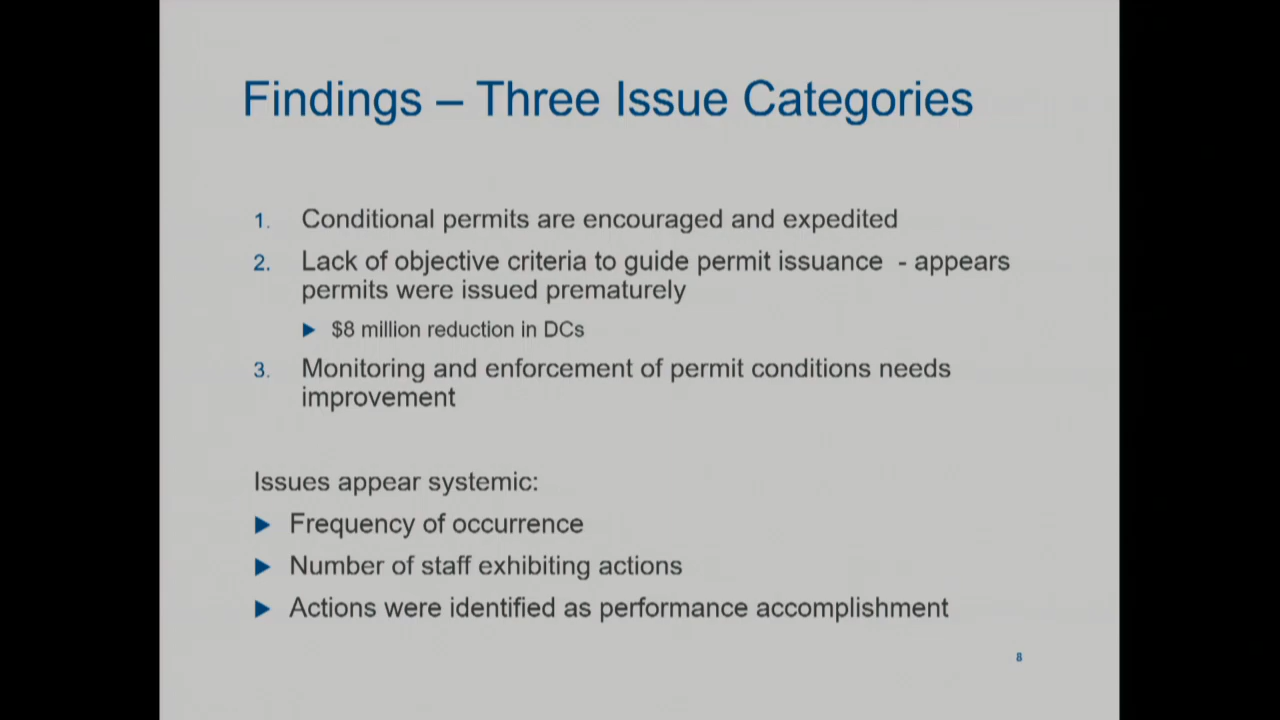 Findings – Three Issue Categories
1. Conditional permits are encouraged and expedited
2. Lack of objective criteria to guide permit issuance - appears
permits were issued prematurely
$8 million reduction in DCs
3. Monitoring and enforcement of permit conditions needs
improvement
Issues appear systemic:
Frequency of occurrence
Number of staff exhibiting actions
Actions were identified as performance accomplishment
8